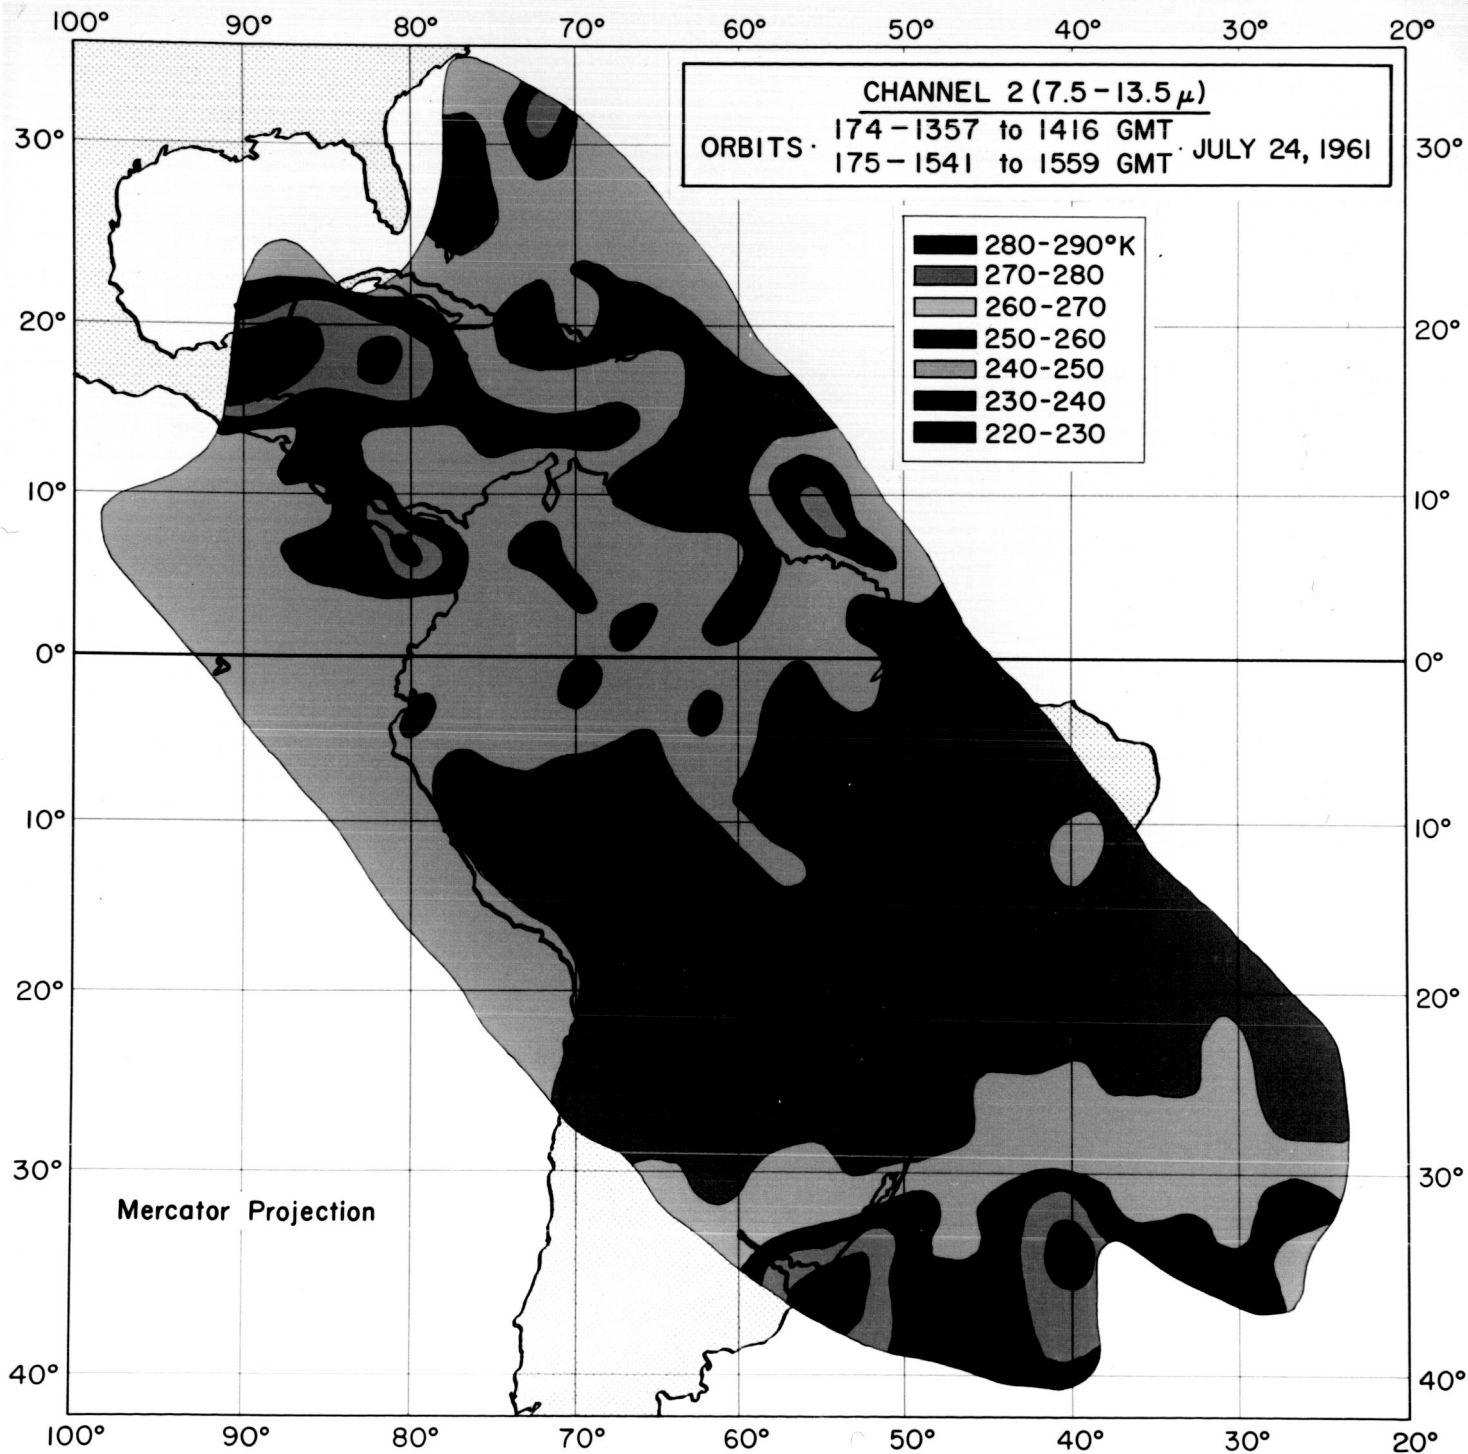 100° 90° 80° 70° 60° 50° 40° 30° 20°
CHANNEL 2 (7.5-13.5 μ)
ORBITS· 174-1357 to 1416 GMT · JULY 24, 1961
175-1541 to 1559 GMT
30° 30°
280-290°K
270-280
260-270
250-260
240-250
230-240
220-230
20° 20°
10° 10°
0° 0°
10° 10°
20° 20°
30° 30°
Mercator Projection
40° 40°
100° 90° 80° 70° 60° 50° 40° 30° 20°